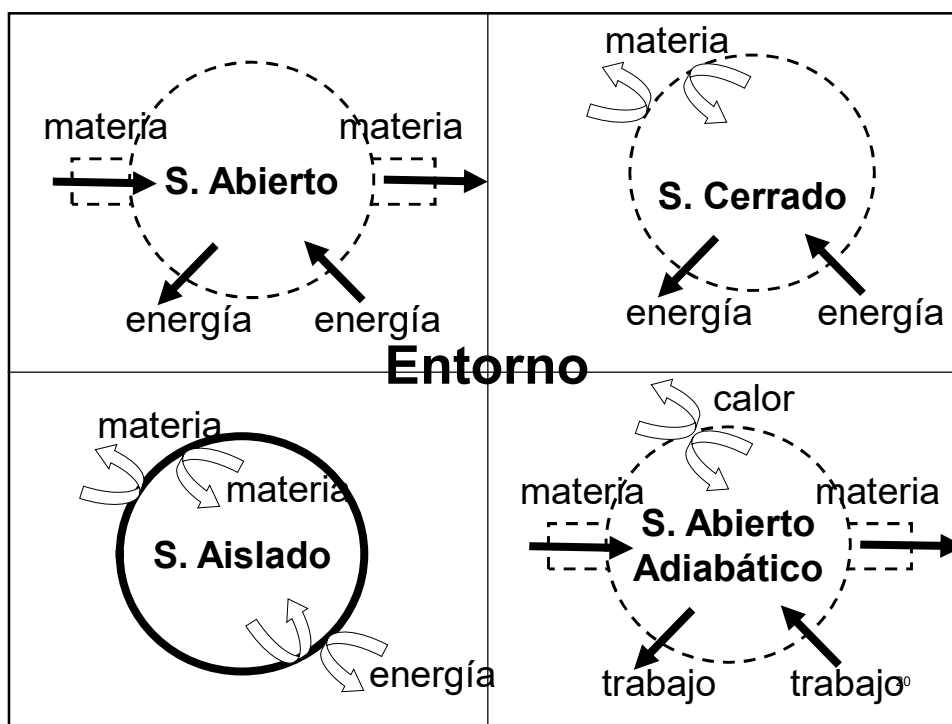 materia
materia
S. Abierto
energía
energía
materia
S. Cerrado
energía
energía
Entorno
materia
materia
S. Aislado
energía
calor
materia
materia
S. Abierto
Adiabático
trabajo
trabajo
20